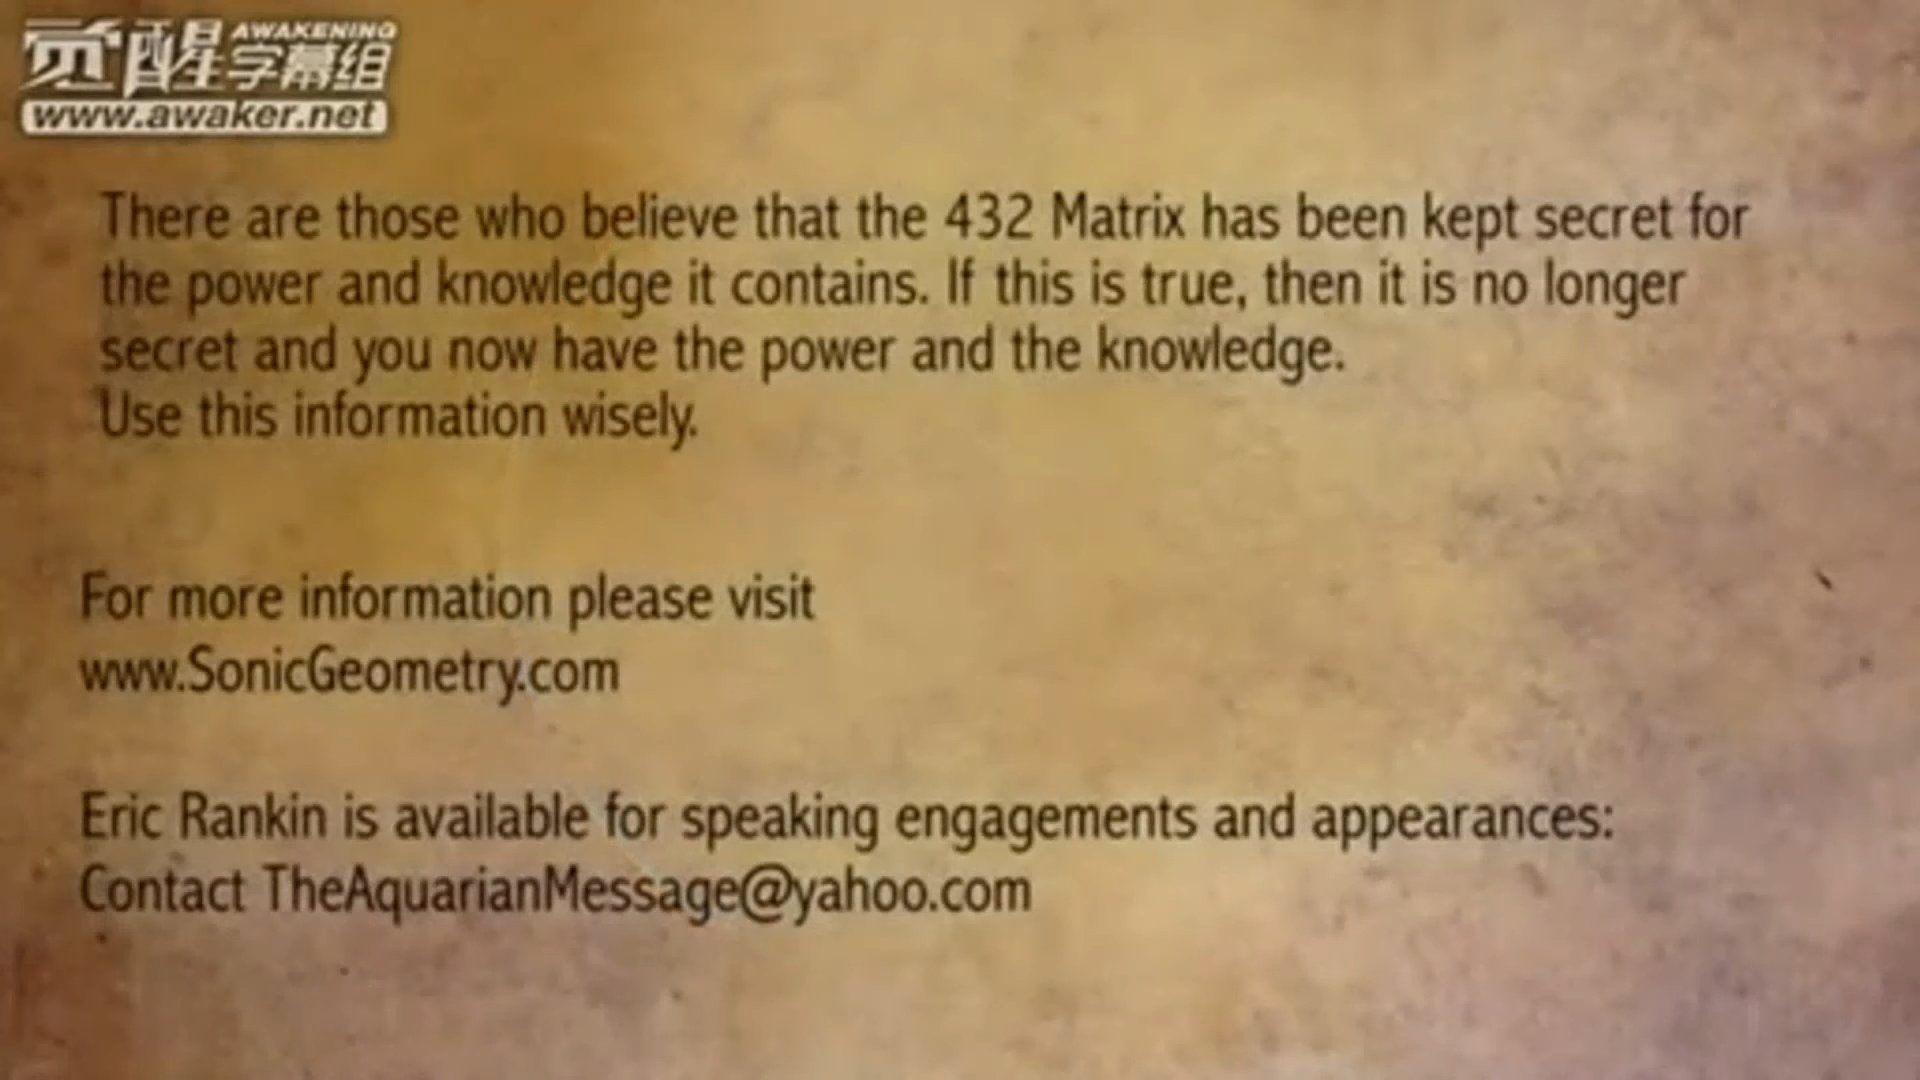 觉醒字幕组
AWAKENING
www.awaker.net
There are those who believe that the 432 Matrix has been kept secret for
the power and knowledge it contains. If this is true, then it is no longer
secret and you now have the power and the knowledge.
Use this information wisely.
For more information please visit
www.SonicGeometry.com
Eric Rankin is available for speaking engagements and appearances:
Contact TheAquarianMessage@yahoo.com